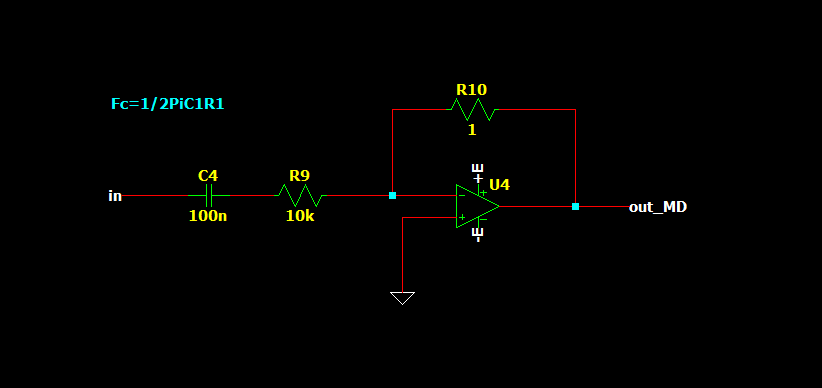 Fc=1/2PiC1R1
R10
1
C4
R9
in
100n
10k
+E
U4
-E
out_MD